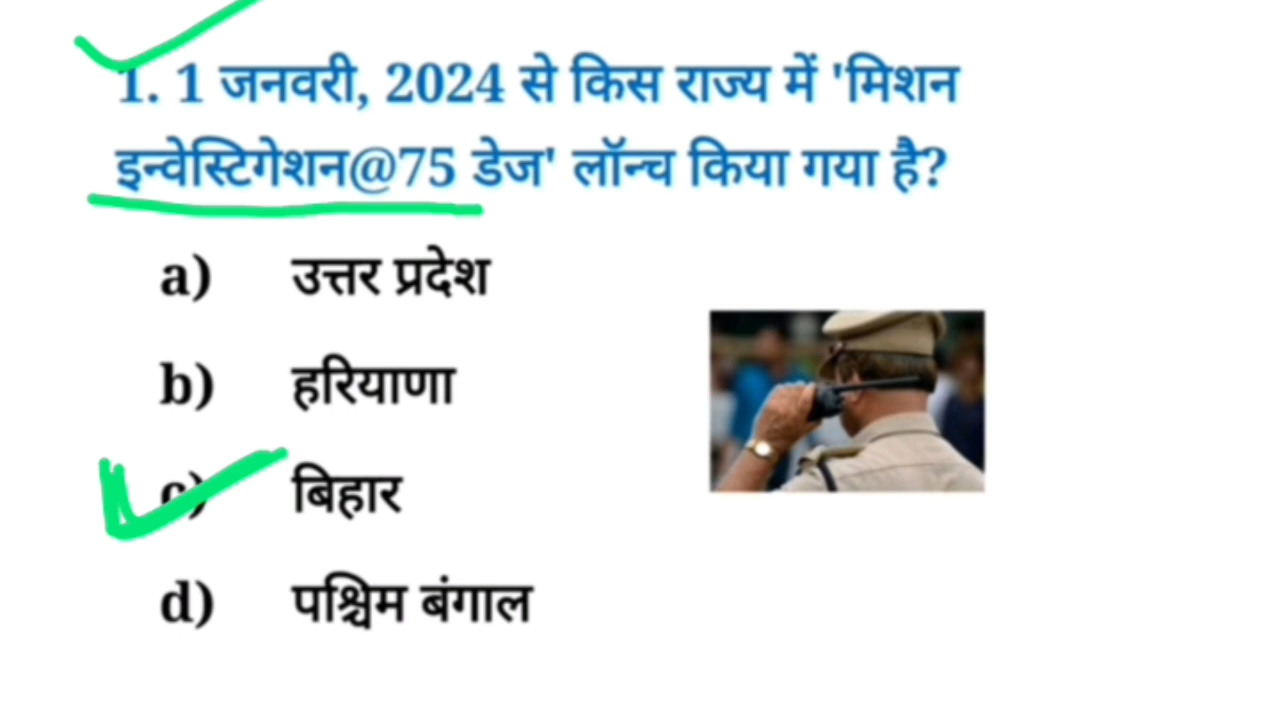 1. 1 जनवरी, 2024 से किस राज्य में 'मिशन
इन्वेस्टिगेशन@75 डेज' लॉन्च किया गया है?
a) उत्तर प्रदेश
b) हरियाणा
c) बिहार
d) पश्चिम बंगाल